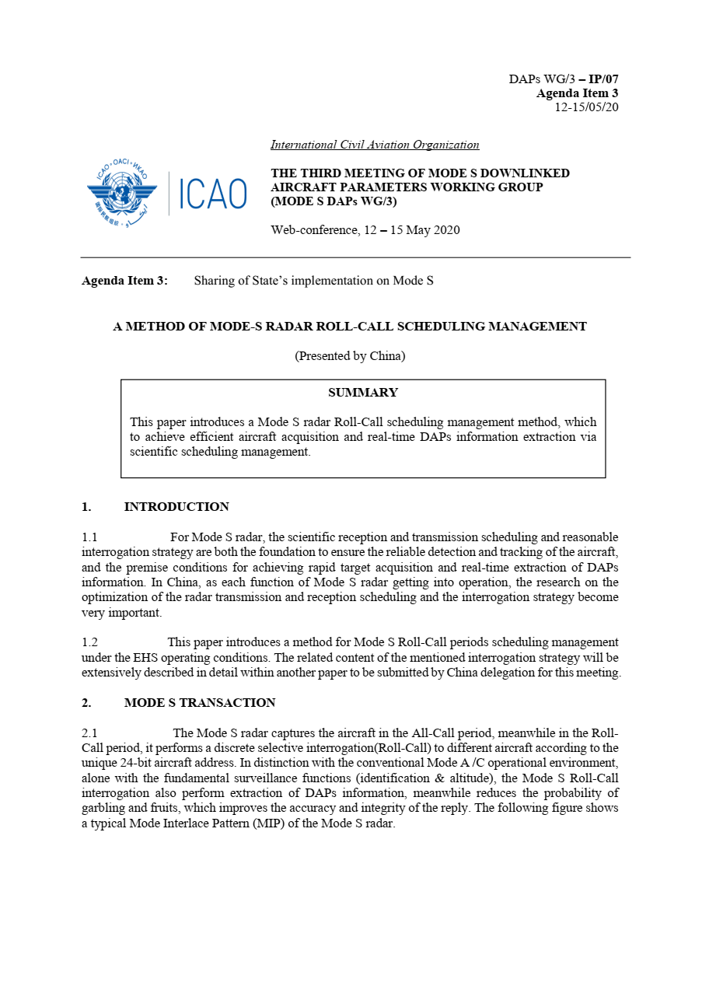 DAPs WG/3 – IP/07
Agenda Item 3
12-15/05/20
International Civil Aviation Organization
THE THIRD MEETING OF MODE S DOWNLINKED
AIRCRAFT PARAMETERS WORKING GROUP
(MODE S DAPs WG/3)
Web-conference, 12 – 15 May 2020
ICAO · OACI · ИКАО
ICAO
Agenda Item 3: Sharing of State’s implementation on Mode S
A METHOD OF MODE-S RADAR ROLL-CALL SCHEDULING MANAGEMENT
(Presented by China)
SUMMARY
This paper introduces a Mode S radar Roll-Call scheduling management method, which
to achieve efficient aircraft acquisition and real-time DAPs information extraction via
scientific scheduling management.
1. INTRODUCTION
1.1 For Mode S radar, the scientific reception and transmission scheduling and reasonable
interrogation strategy are both the foundation to ensure the reliable detection and tracking of the aircraft,
and the premise conditions for achieving rapid target acquisition and real-time extraction of DAPs
information. In China, as each function of Mode S radar getting into operation, the research on the
optimization of the radar transmission and reception scheduling and the interrogation strategy become
very important.
1.2 This paper introduces a method for Mode S Roll-Call periods scheduling management
under the EHS operating conditions. The related content of the mentioned interrogation strategy will be
extensively described in detail within another paper to be submitted by China delegation for this meeting.
2. MODE S TRANSACTION
2.1 The Mode S radar captures the aircraft in the All-Call period, meanwhile in the Roll-
Call period, it performs a discrete selective interrogation(Roll-Call) to different aircraft according to the
unique 24-bit aircraft address. In distinction with the conventional Mode A /C operational environment,
alone with the fundamental surveillance functions (identification & altitude), the Mode S Roll-Call
interrogation also perform extraction of DAPs information, meanwhile reduces the probability of
garbling and fruits, which improves the accuracy and integrity of the reply. The following figure shows
a typical Mode Interlace Pattern (MIP) of the Mode S radar.